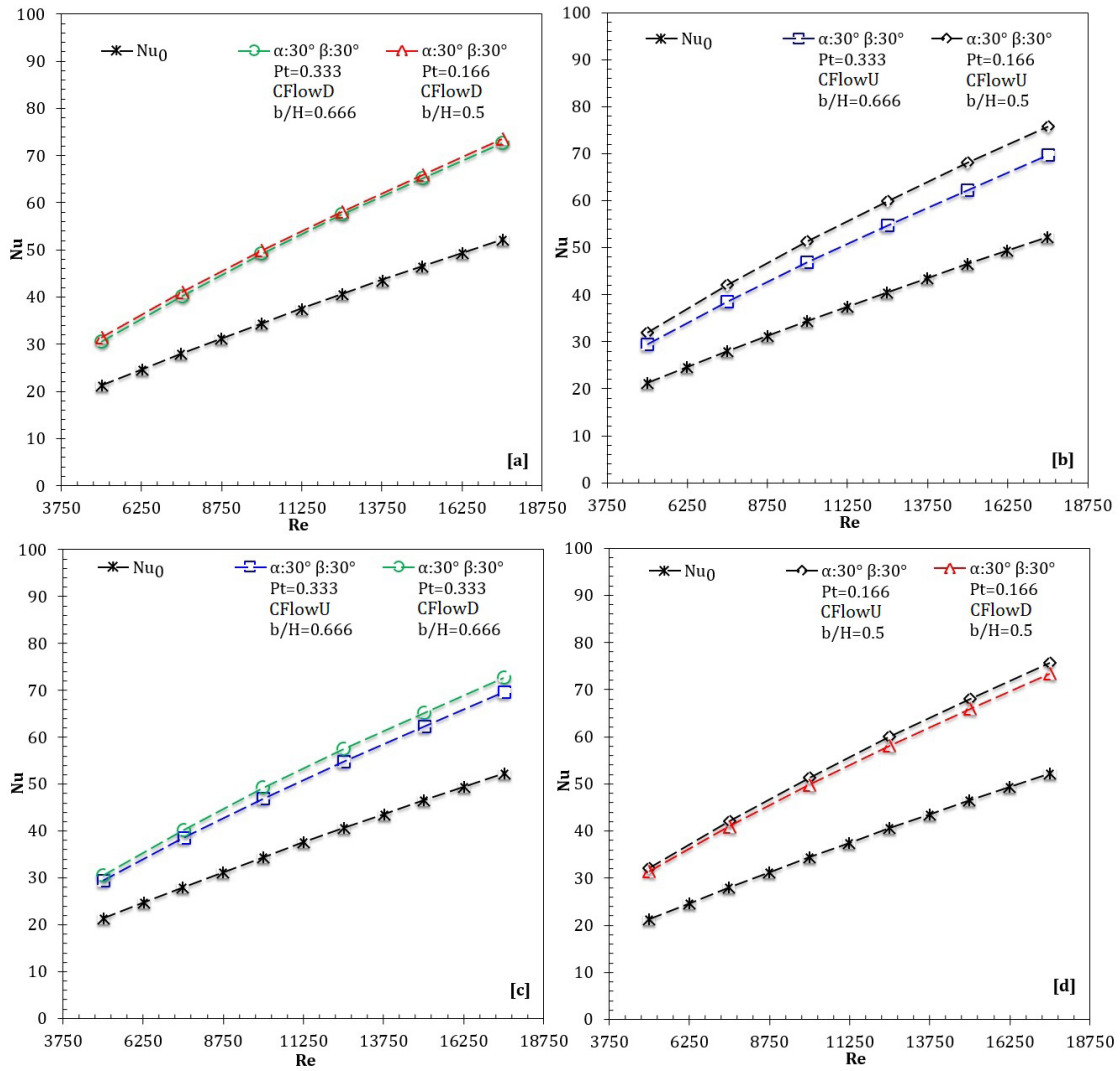 100
90
80
70
60
50
40
30
20
10
0
Nu
Nu0
α:30° β:30°
Pt=0.333
CFlowD
b/H=0.666
α:30° β:30°
Pt=0.166
CFlowD
b/H=0.5
[a]
3750 6250 8750 11250 13750 16250 18750
Re
100
90
80
70
60
50
40
30
20
10
0
Nu
Nu0
α:30° β:30°
Pt=0.333
CFlowU
b/H=0.666
α:30° β:30°
Pt=0.166
CFlowU
b/H=0.5
[b]
3750 6250 8750 11250 13750 16250 18750
Re
100
90
80
70
60
50
40
30
20
10
0
Nu
Nu0
α:30° β:30°
Pt=0.333
CFlowU
b/H=0.666
α:30° β:30°
Pt=0.333
CFlowD
b/H=0.666
[c]
3750 6250 8750 11250 13750 16250 18750
Re
100
90
80
70
60
50
40
30
20
10
0
Nu
Nu0
α:30° β:30°
Pt=0.166
CFlowU
b/H=0.5
α:30° β:30°
Pt=0.166
CFlowD
b/H=0.5
[d]
3750 6250 8750 11250 13750 16250 18750
Re